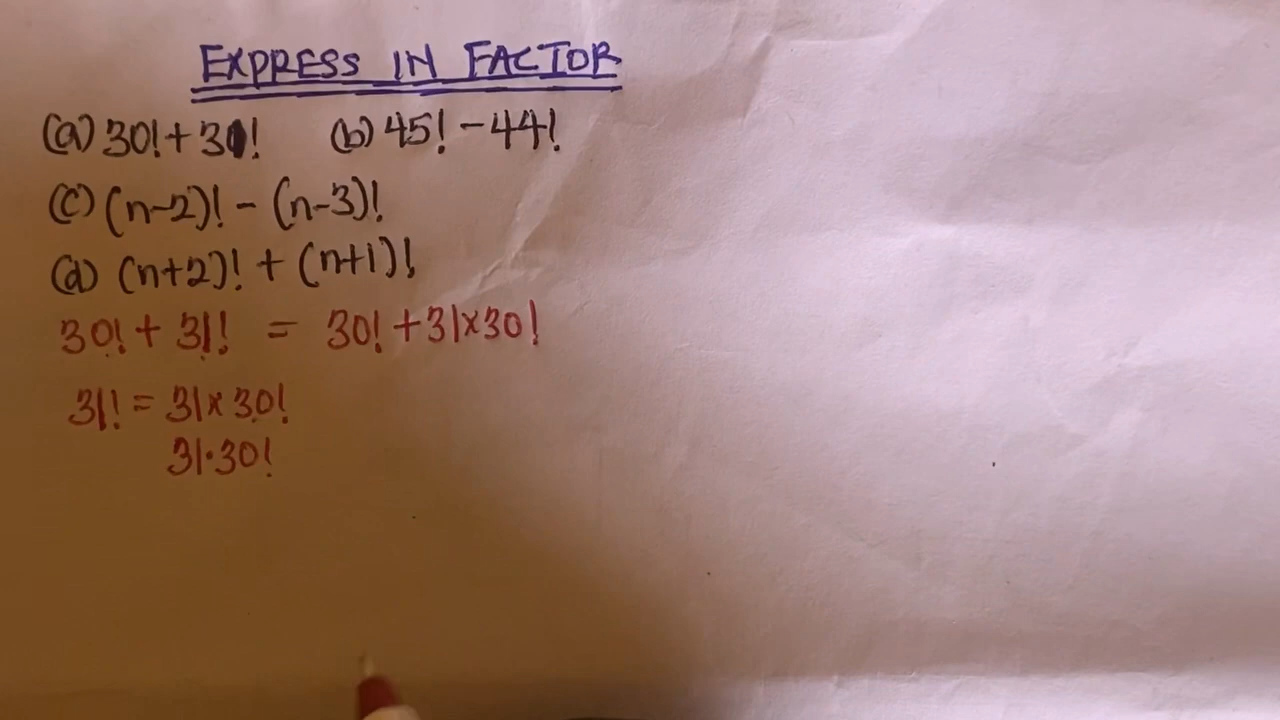 EXPRESS IN FACTOR
(a) 30! + 31! (b) 45! - 44!
(c) (n-2)! - (n-3)!
(d) (n+2)! + (n+1)!
30! + 31! = 30! + 31×30!
31! = 31×30!
31·30!